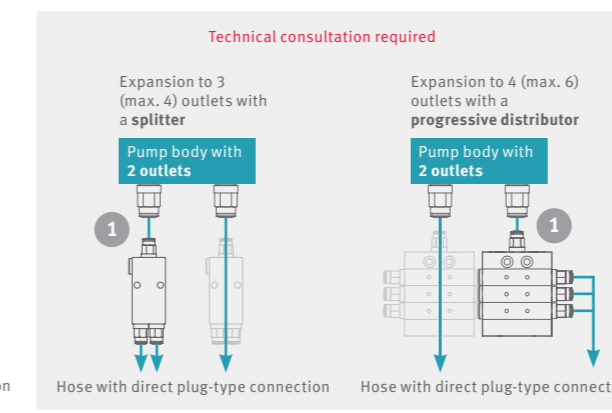 Technical consultation required
Expansion to 3
(max. 4) outlets with
a splitter
Pump body with
2 outlets
1
Hose with direct plug-type connection
Expansion to 4 (max. 6)
outlets with a
progressive distributor
Pump body with
2 outlets
1
Hose with direct plug-type connect
on